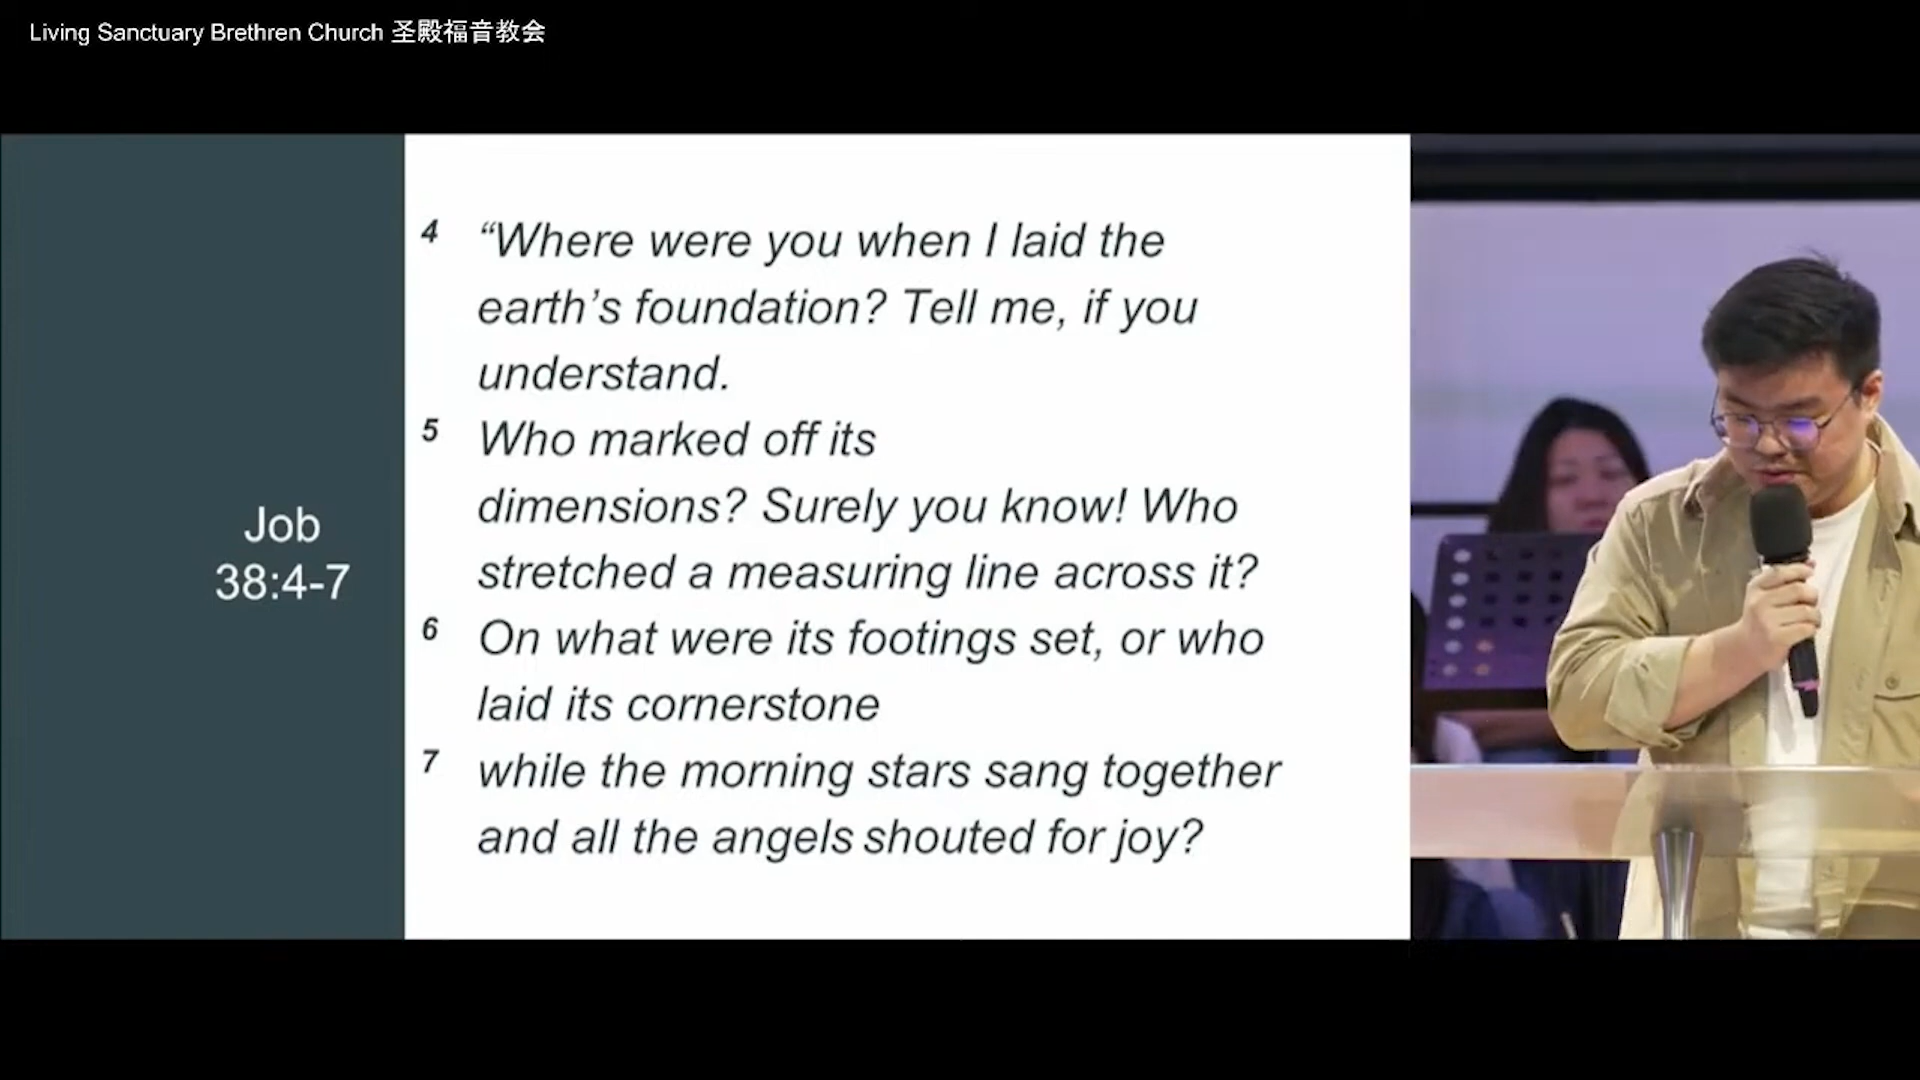 Living Sanctuary Brethren Church 圣殿福音教会
Job
38:4-7
4 “Where were you when I laid the
earth’s foundation? Tell me, if you
understand.
5 Who marked off its
dimensions? Surely you know! Who
stretched a measuring line across it?
6 On what were its footings set, or who
laid its cornerstone
7 while the morning stars sang together
and all the angels shouted for joy?